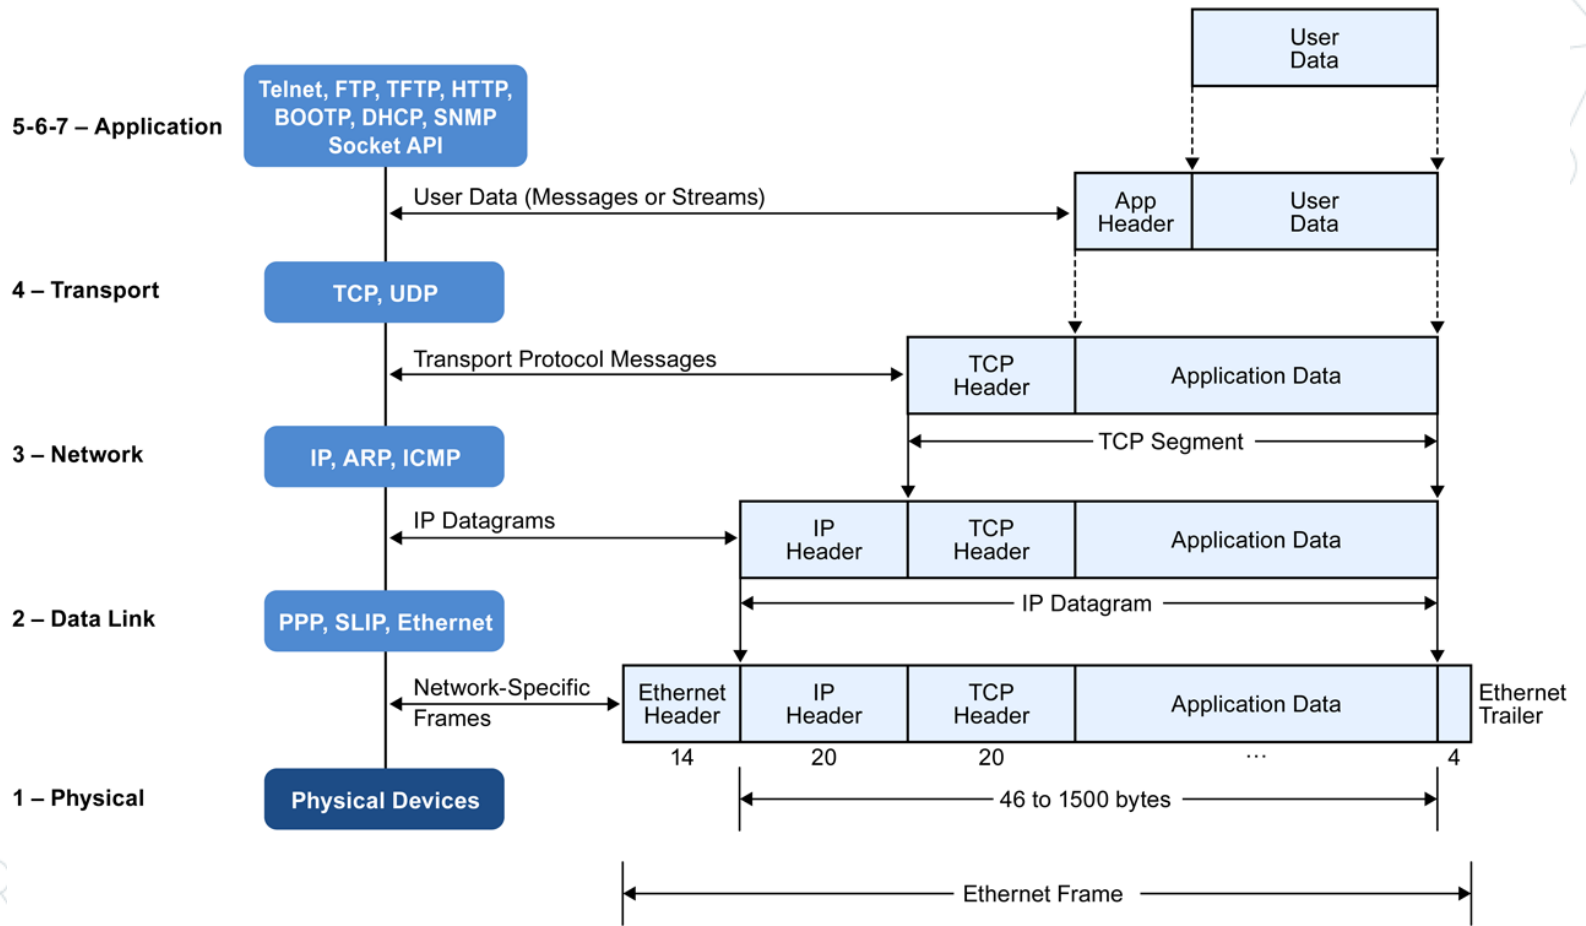 User
Data
Telnet, FTP, TFTP, HTTP,
BOOTP, DHCP, SNMP
Socket API
5-6-7 – Application
User Data (Messages or Streams)
App
Header
User
Data
4 – Transport
TCP, UDP
Transport Protocol Messages
TCP
Header
Application Data
TCP Segment
3 – Network
IP, ARP, ICMP
IP Datagrams
IP
Header
TCP
Header
Application Data
IP Datagram
2 – Data Link
PPP, SLIP, Ethernet
Network-Specific
Frames
Ethernet
Header
IP
Header
TCP
Header
Application Data
Ethernet
Trailer
14
20
20
...
4
1 – Physical
Physical Devices
46 to 1500 bytes
Ethernet Frame